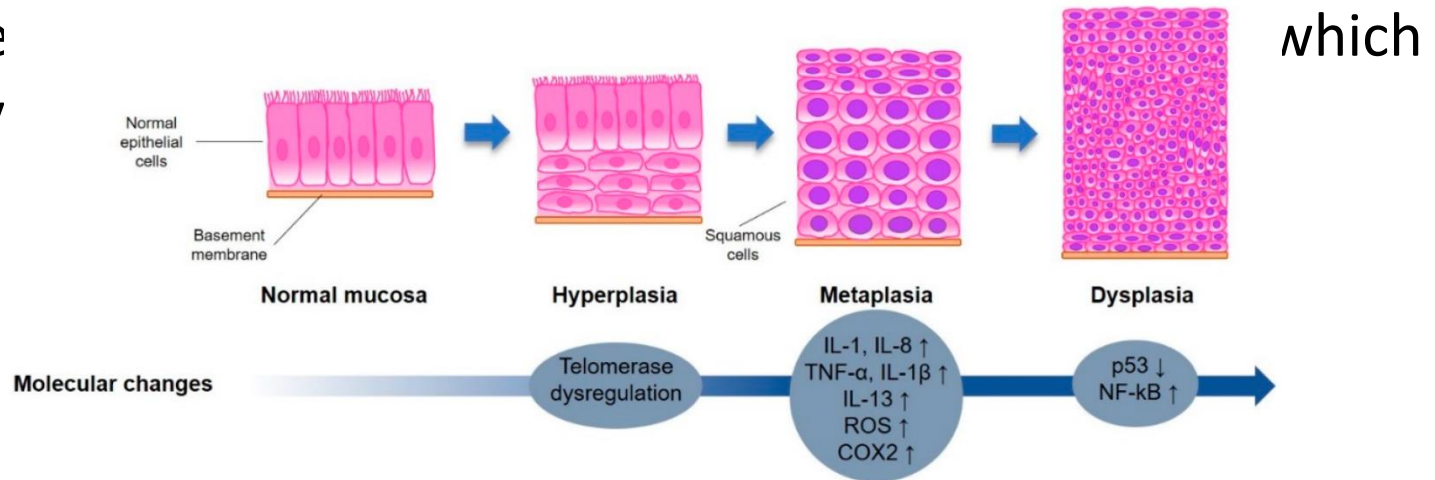 which
Normal
epithelial
cells
Basement
membrane
Squamous
cells
Normal mucosa
Hyperplasia
Metaplasia
Dysplasia
Molecular changes
Telomerase
dysregulation
IL-1, IL-8 ↑
TNF-α, IL-1β ↑
IL-13 ↑
ROS ↑
COX2 ↑
p53 ↓
NF-kB ↑